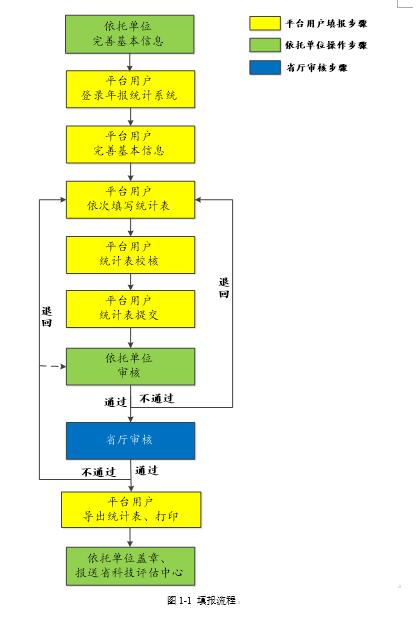 依托单位
完善基本信息
平台用户填报步骤
依托单位操作步骤
省厅审核步骤
平台用户
登录年报统计系统
平台用户
完善基本信息
平台用户
依次填写统计表
平台用户
统计表校核
退回
退回
平台用户
统计表提交
依托单位
审核
通过
不通过
省厅审核
不通过
通过
平台用户
导出统计表、打印
依托单位盖章、
报送省科技评估中心
图 1-1 填报流程